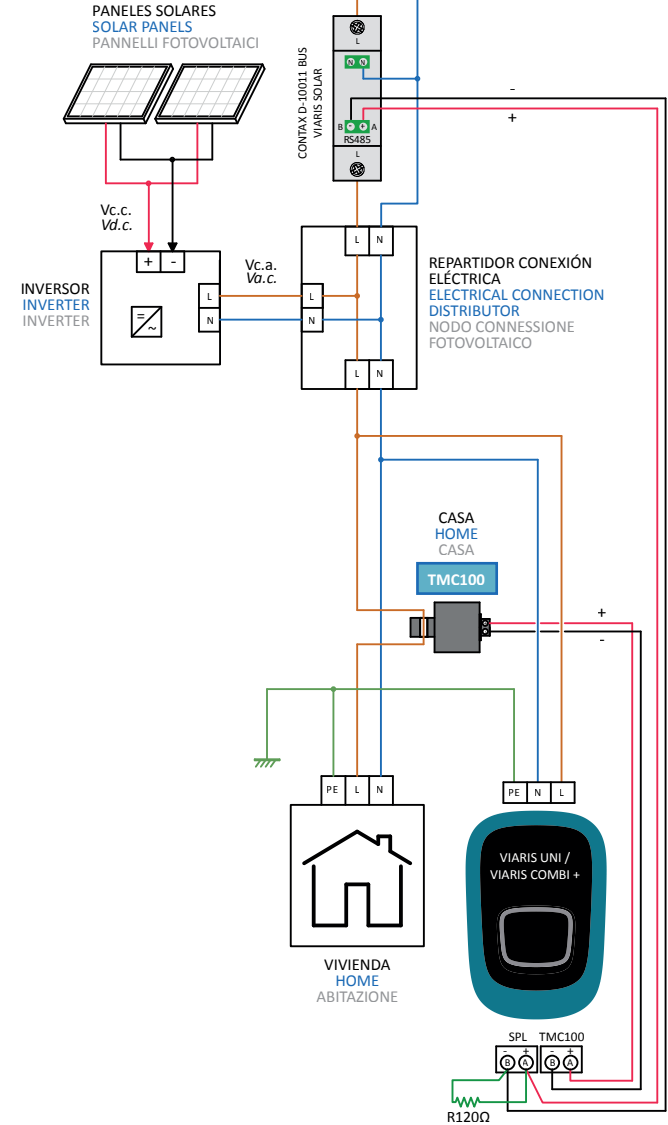 PANELES SOLARES
SOLAR PANELS
PANNELLI FOTOVOLTAICI
L
N N
CONTAX D-10011 BUS
VIARIS SOLAR
B - + A
RS485
L
-
+
Vc.c.
Vd.c.
+ -
INVERSOR
INVERTER
INVERTER
=
~
L
N
Vc.a.
Va.c.
L N
L
N
L N
REPARTIDOR CONEXIÓN
ELÉCTRICA
ELECTRICAL CONNECTION
DISTRIBUTOR
NODO CONNESSIONE
FOTOVOLTAICO
CASA
HOME
CASA
TMC100
+
-
PE L N
PE N L
VIARIS UNI /
VIARIS COMBI +
VIVIENDA
HOME
ABITAZIONE
SPL TMC100
- + - +
B A B A
R120Ω